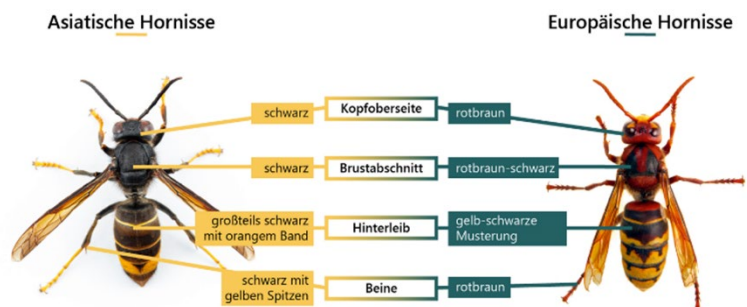 Asiatische Hornisse
Europäische Hornisse
schwarz
Kopfoberseite
rotbraun
schwarz
Brustabschnitt
rotbraun-schwarz
großteils schwarz
mit orangem Band
Hinterleib
gelb-schwarze
Musterung
schwarz mit
gelben Spitzen
Beine
rotbraun